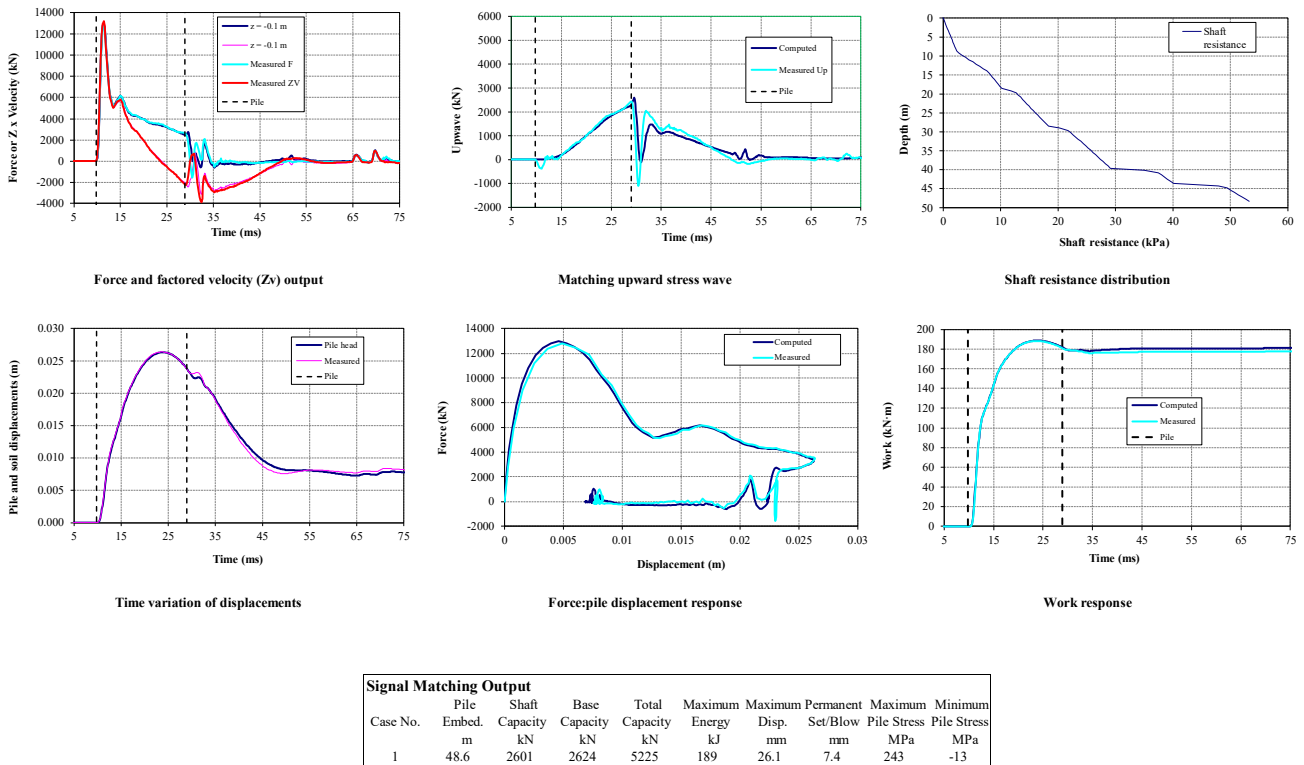 14000
12000
10000
8000
6000
4000
2000
0
-2000
-4000
5 15 25 35 45 55 65 75
Force or Z x Velocity (kN)
Time (ms)
z = -0.1 m
z = -0.1 m
Measured F
Measured ZV
Pile
Force and factored velocity (Zv) output
6000
5000
4000
3000
2000
1000
0
-1000
-2000
5 15 25 35 45 55 65 75
Upwave (kN)
Time (ms)
Computed
Measured Up
Pile
Matching upward stress wave
0
5
10
15
20
25
30
35
40
45
50
0 10 20 30 40 50 60
Depth (m)
Shaft resistance (kPa)
Shaft
resistance
Shaft resistance distribution
0.030
0.025
0.020
0.015
0.010
0.005
0.000
5 15 25 35 45 55 65 75
Pile and soil displacements (m)
Time (ms)
Pile head
Measured
Pile
Time variation of displacements
14000
12000
10000
8000
6000
4000
2000
0
-2000
0 0.005 0.01 0.015 0.02 0.025 0.03
Force (kN)
Displacement (m)
Computed
Measured
Force:pile displacement response
200
180
160
140
120
100
80
60
40
20
0
5 15 25 35 45 55 65 75
Work (kN·m)
Time (ms)
Computed
Measured
Pile
Work response
Signal Matching Output
Pile Shaft Base Total Maximum Maximum Permanent Maximum Minimum
Case No. Embed. Capacity Capacity Capacity Energy Disp. Set/Blow Pile Stress Pile Stress
m kN kN kN kJ mm mm MPa MPa
1 48.6 2601 2624 5225 189 26.1 7.4 243 -13